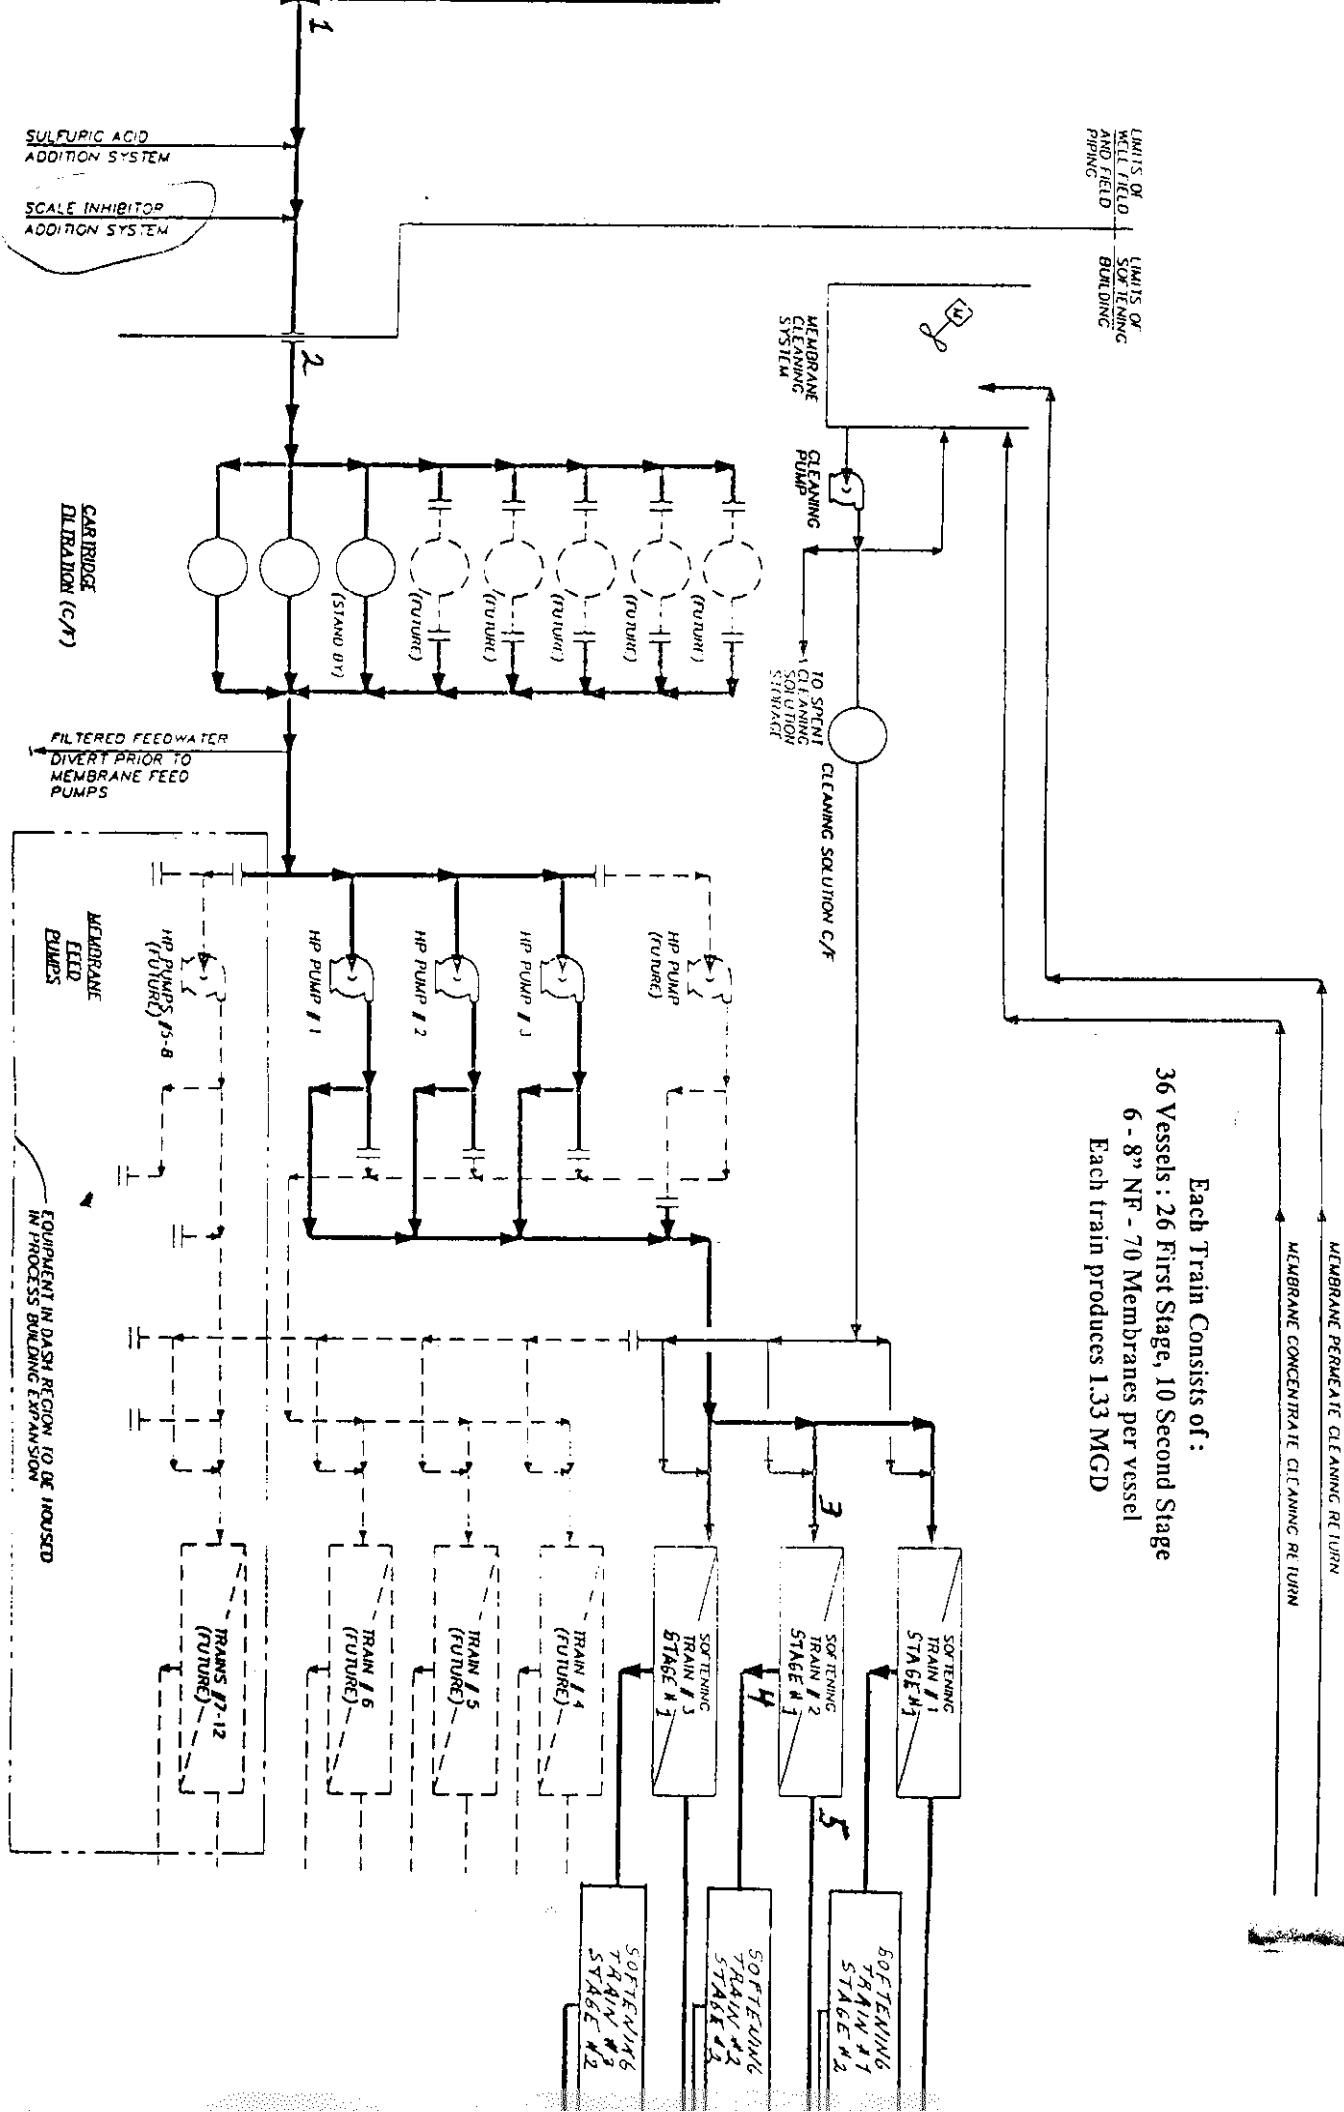 1
SULFURIC ACID
ADDITION SYSTEM
SCALE INHIBITOR
ADDITION SYSTEM
LIMITS OF
WELL FIELD
AND FIELD
PIPING
LIMITS OF
SOFTENING
BUILDING
2
M
MEMBRANE
CLEANING
SYSTEM
CLEANING
PUMP
CARTRIDGE
FILTRATION (C/F)
(STAND BY)
(FUTURE)
(FUTURE)
(FUTURE)
(FUTURE)
(FUTURE)
TO SPENT
CLEANING
SOLUTION
STORAGE
CLEANING SOLUTION C/F
FILTERED FEEDWATER
DIVERT PRIOR TO
MEMBRANE FEED
PUMPS
MEMBRANE
FEED
PUMPS
HP PUMPS #5-8
(FUTURE)
HP PUMP # 1
HP PUMP # 2
HP PUMP # 3
HP PUMP
(FUTURE)
Each Train Consists of :
36 Vessels : 26 First Stage, 10 Second Stage
6 - 8" NF - 70 Membranes per vessel
Each train produces 1.33 MGD
MEMBRANE PERMEATE CLEANING RETURN
MEMBRANE CONCENTRATE CLEANING RETURN
EQUIPMENT IN DASH REGION TO BE HOUSED
IN PROCESS BUILDING EXPANSION
3
SOFTENING
TRAIN # 1
STAGE #1
SOFTENING
TRAIN # 2
STAGE #1
SOFTENING
TRAIN # 3
STAGE #1
TRAIN # 4
(FUTURE)
TRAIN # 5
(FUTURE)
TRAIN # 6
(FUTURE)
TRAINS #7-12
(FUTURE)
4
5
SOFTENING
TRAIN #1
STAGE #2
SOFTENING
TRAIN #2
STAGE #2
SOFTENING
TRAIN #3
STAGE #2